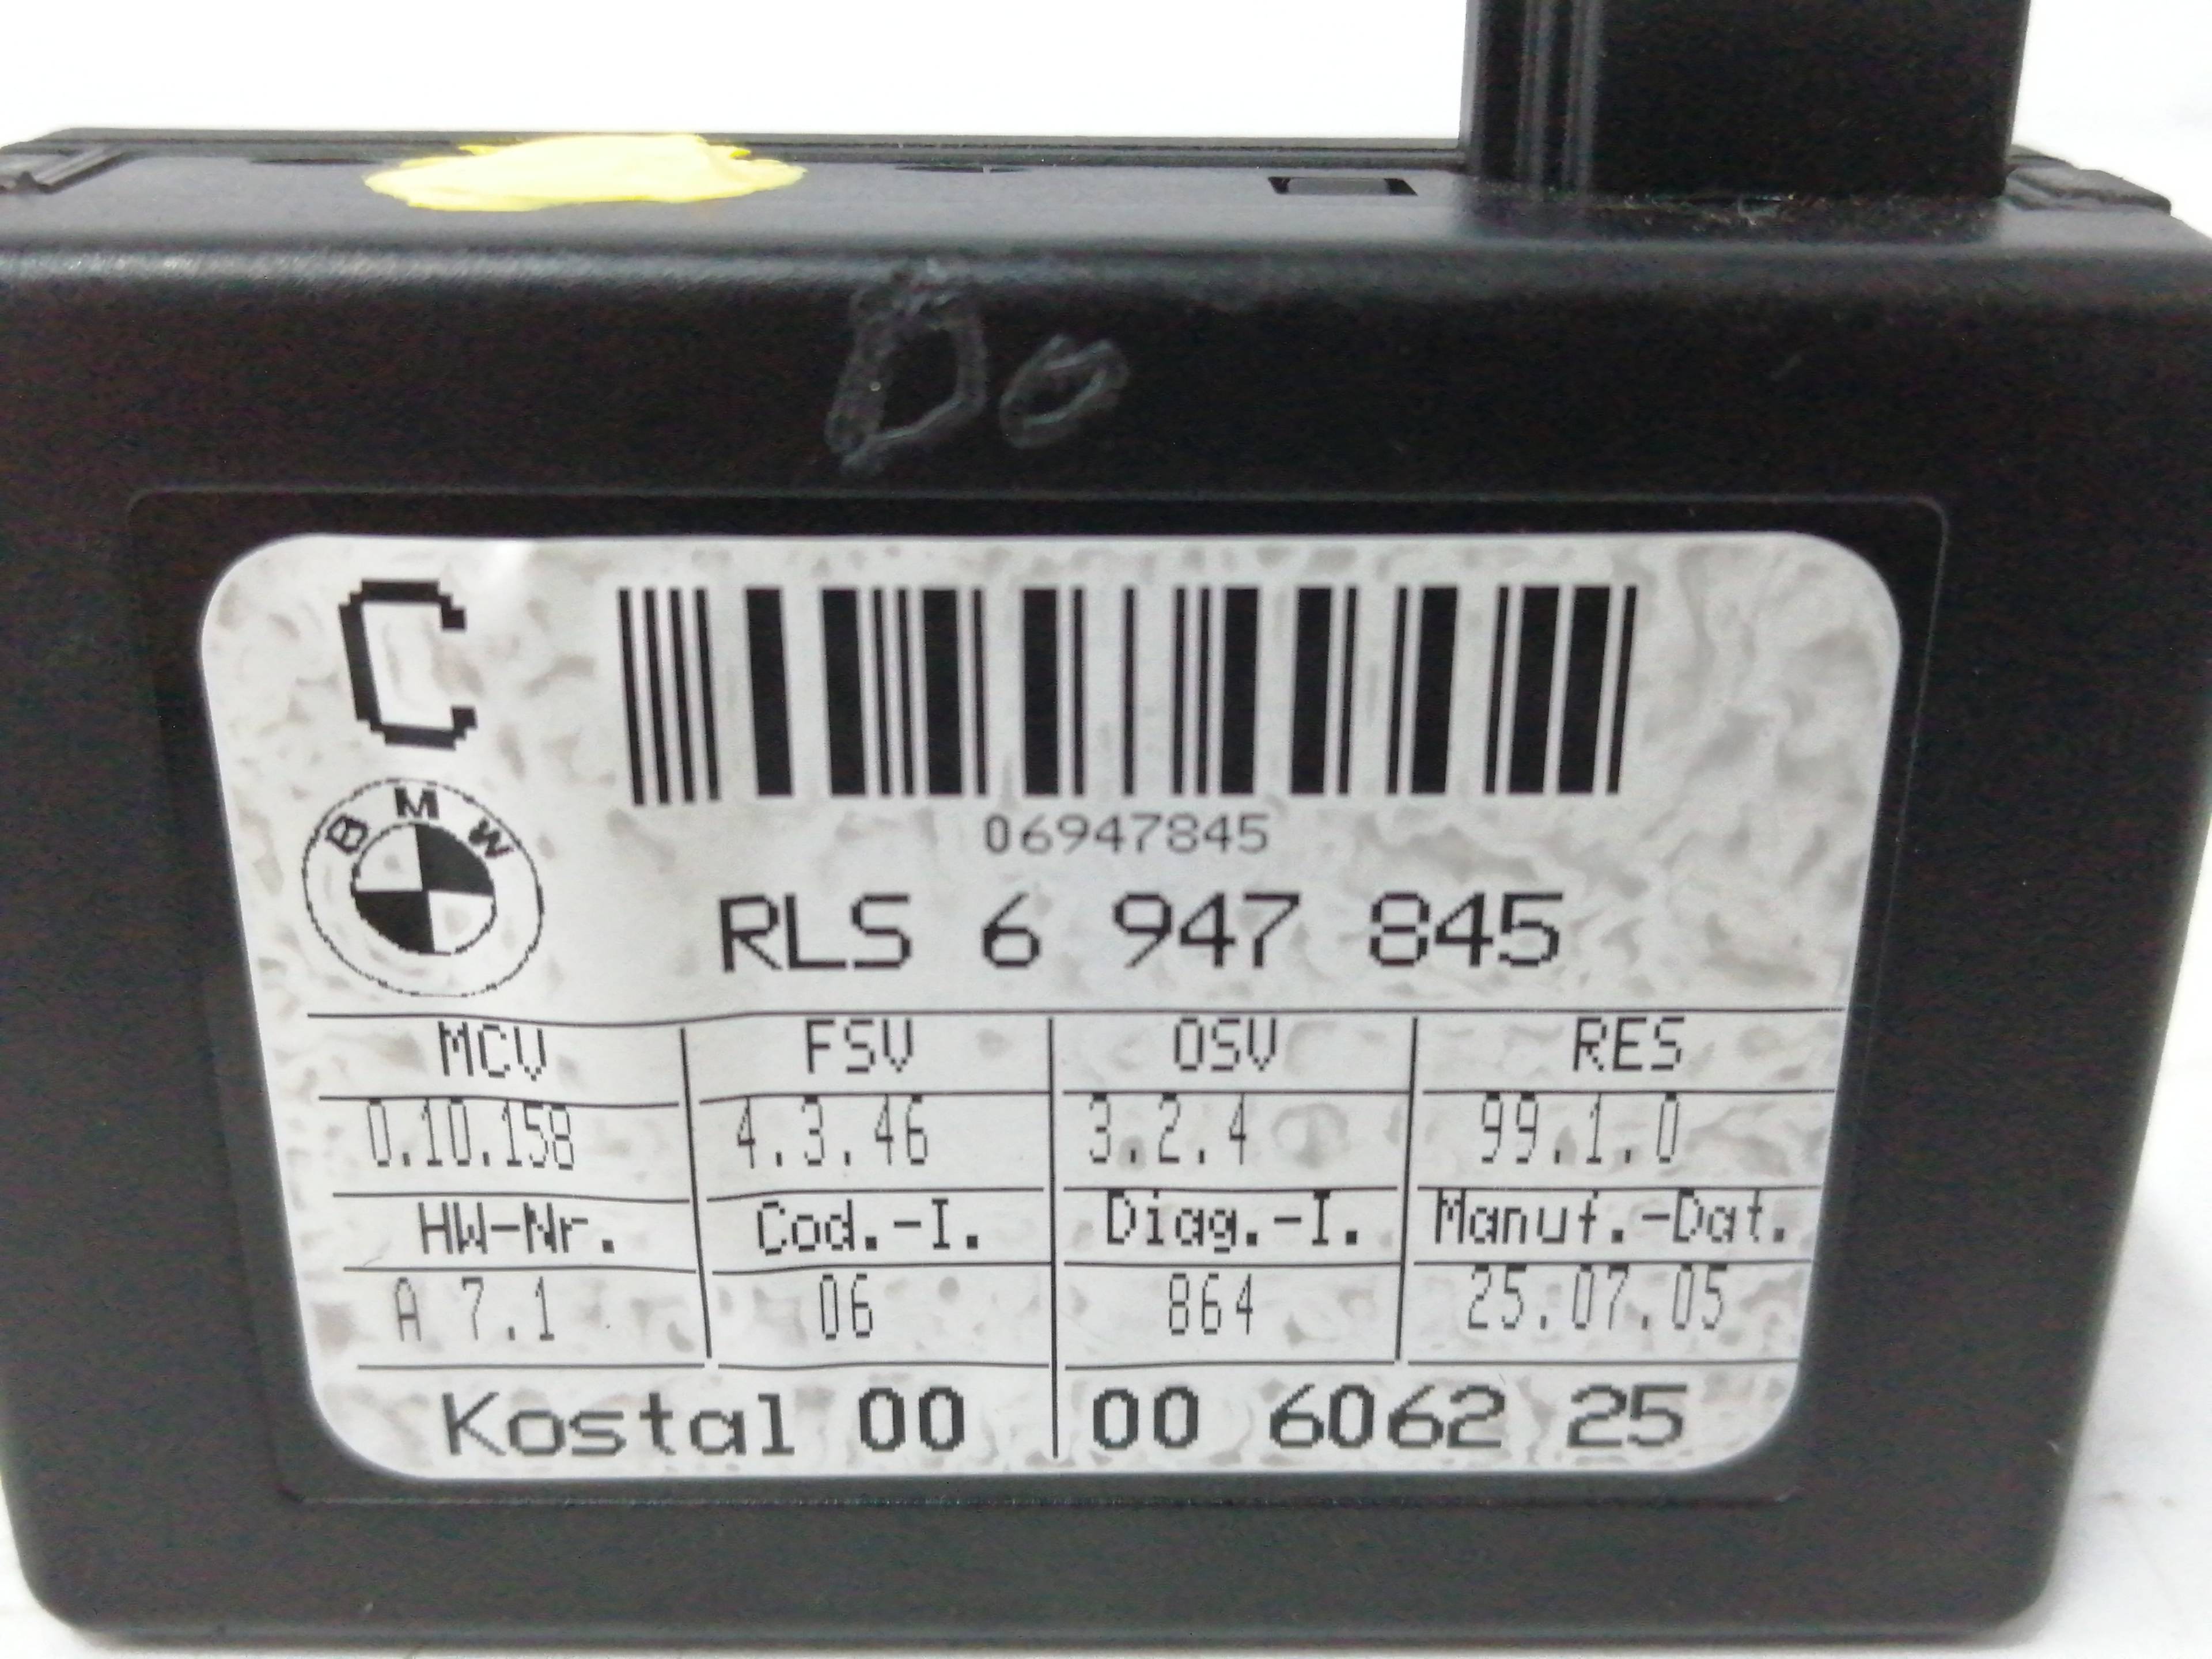 Do
C
BMW
06947845
RLS 6 947 845
MCV FSV OSV RES
0.10.158 4.3.46 3.2.4 99.1.0
HW-Nr. Cod.-I. Diag.-I. Manuf.-Dat.
A 7.1 06 864 25.07.05
Kostal 00 00 6062 25